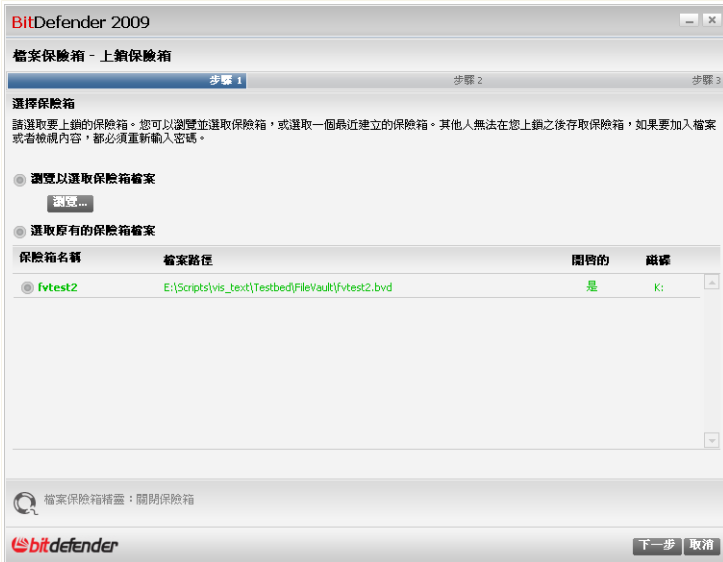 BitDefender 2009
檔案保險箱 - 上鎖保險箱
步驟 1 步驟 2 步驟 3
選擇保險箱
請選取要上鎖的保險箱。您可以瀏覽並選取保險箱，或選取一個最近建立的保險箱。其他人無法在您上鎖之後存取保險箱，如果要加入檔案
或者檢視內容，都必須重新輸入密碼。
瀏覽以選取保險箱檔案
瀏覽...
選取原有的保險箱檔案
保險箱名稱 檔案路徑 開啓的 磁碟
fvtest2 E:\Scripts\vis_text\Testbed\FileVault\fvtest2.bvd 是 K:
檔案保險箱精靈：關閉保險箱
bitdefender 下一步 取消